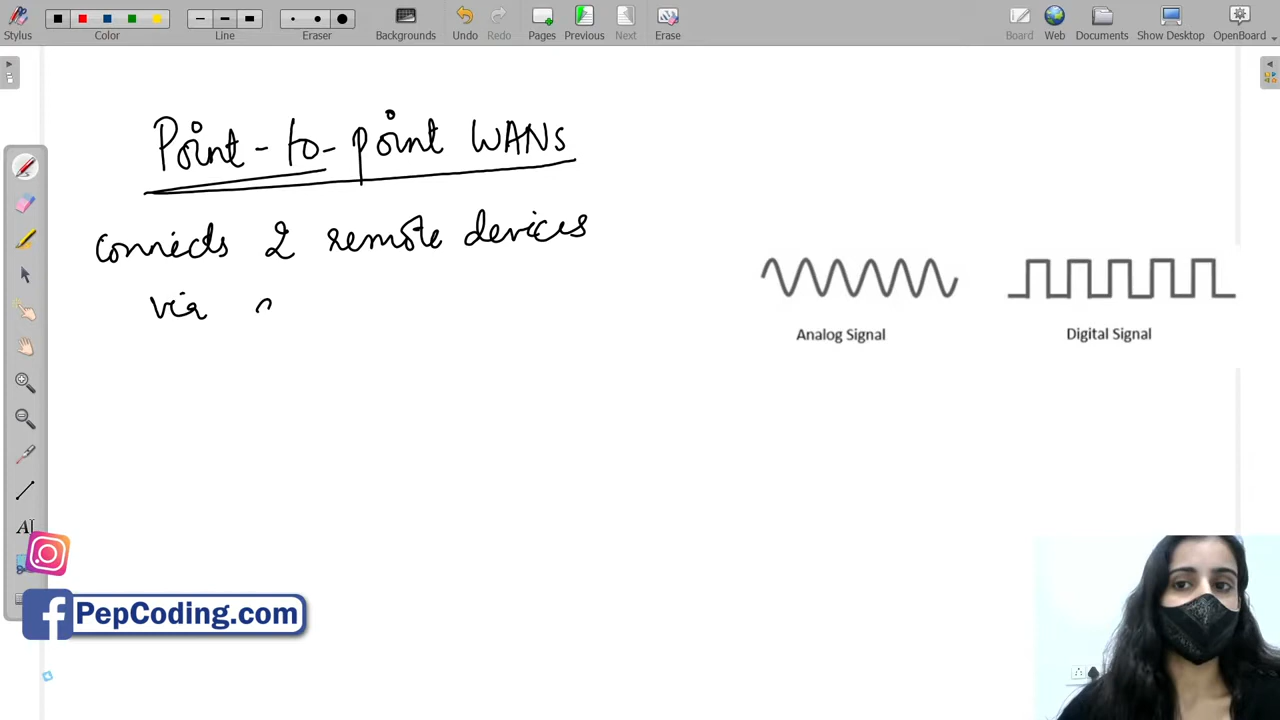 Stylus
Color
Line
Eraser
Backgrounds
Undo
Redo
Pages
Previous
Next
Erase
Board
Web
Documents
Show Desktop
OpenBoard
Point-to-point WANs
connects 2 remote devices
via
Analog Signal
Digital Signal
AI
PepCoding.com